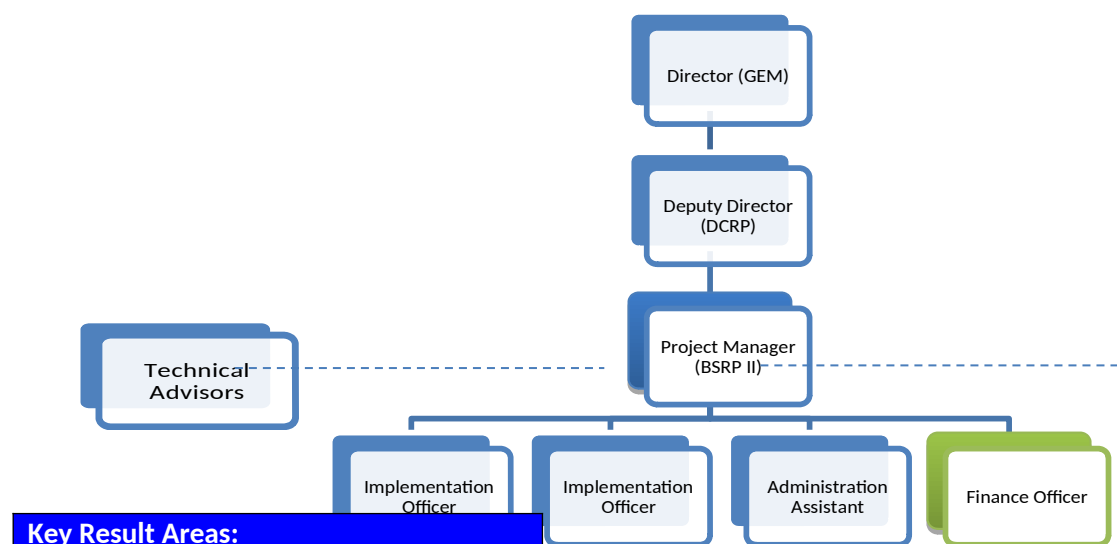 Director (GEM)
Deputy Director
(DCRP)
Project Manager
(BSRP II)
Technical
Advisors
Implementation
Officer
Implementation
Officer
Administration
Assistant
Finance Officer
Key Result Areas: